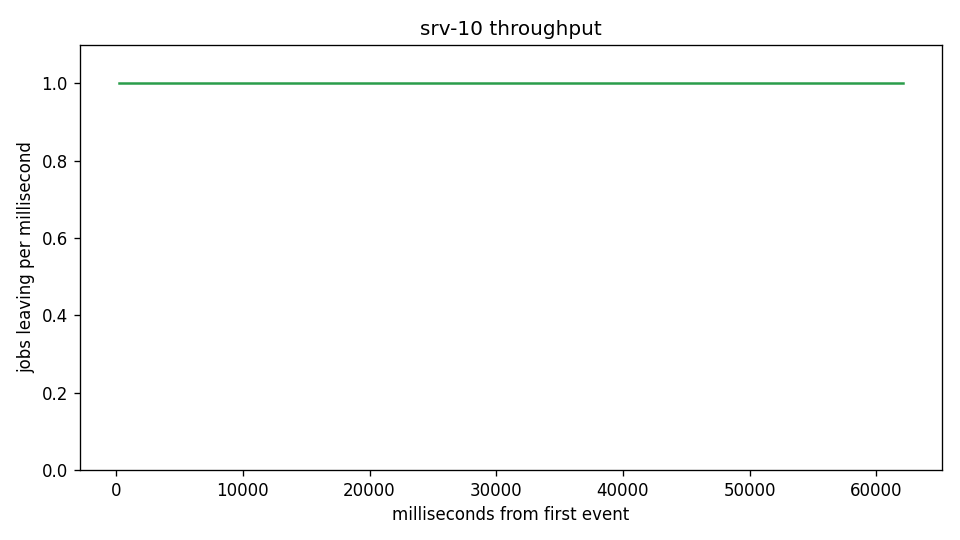 srv-10 throughput
jobs leaving per millisecond
1.0
0.8
0.6
0.4
0.2
0.0
0 10000 20000 30000 40000 50000 60000
milliseconds from first event